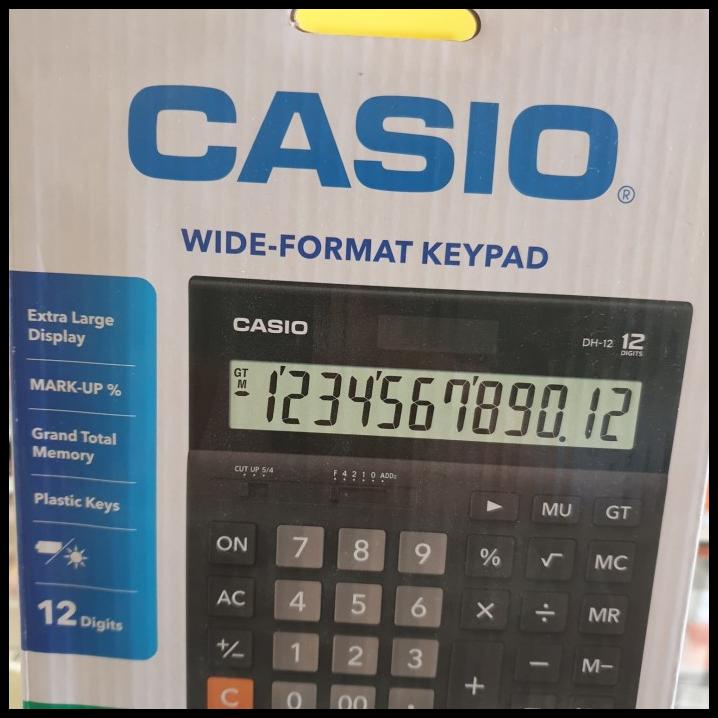 CASIO®
WIDE-FORMAT KEYPAD
Extra Large
Display
MARK-UP %
Grand Total
Memory
Plastic Keys
12 Digits
CASIO
DH-12 12
DIGITS
GT
M
-
1'234'567'890.12
CUT UP 5/4
F 4 2 1 0 ADD₂
▶ MU GT
ON 7 8 9 % √ MC
AC 4 5 6 × ÷ MR
+/− 1 2 3 + − M−
C 0 00 .